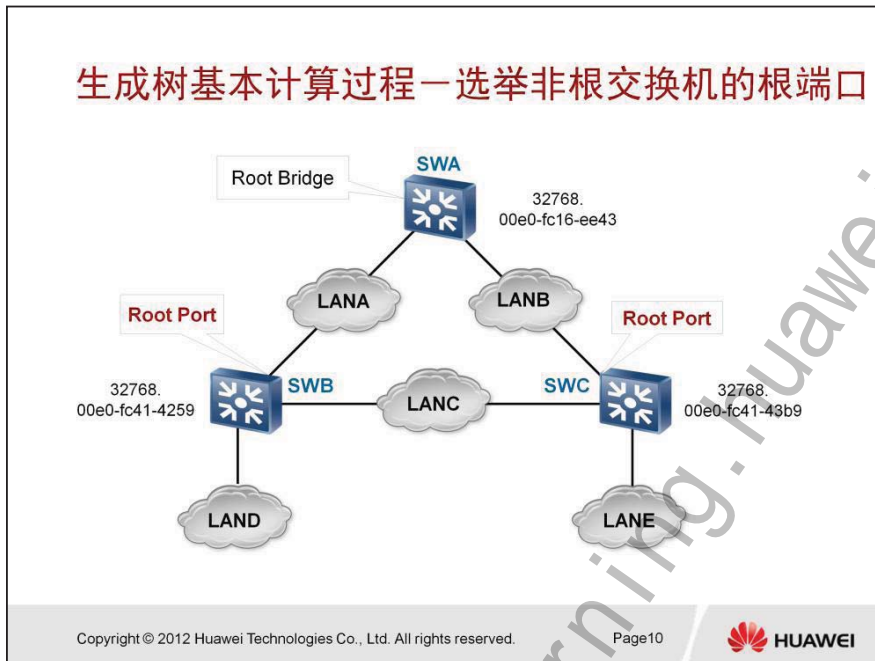 生成树基本计算过程－选举非根交换机的根端口
SWA
Root Bridge
32768.
00e0-fc16-ee43
LANA
LANB
Root Port
Root Port
32768.
00e0-fc41-4259
SWB
LANC
SWC
32768.
00e0-fc41-43b9
LAND
LANE
Copyright © 2012 Huawei Technologies Co., Ltd. All rights reserved.
Page10
HUAWEI
rning.huawei.